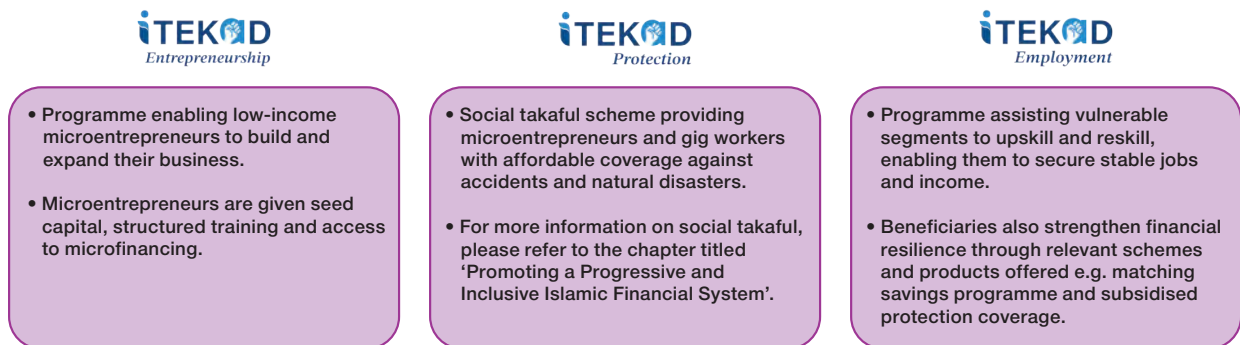 iTEKAD
Entrepreneurship
• Programme enabling low-income
microentrepreneurs to build and
expand their business.
• Microentrepreneurs are given seed
capital, structured training and access
to microfinancing.
iTEKAD
Protection
• Social takaful scheme providing
microentrepreneurs and gig workers
with affordable coverage against
accidents and natural disasters.
• For more information on social takaful,
please refer to the chapter titled
‘Promoting a Progressive and
Inclusive Islamic Financial System’.
iTEKAD
Employment
• Programme assisting vulnerable
segments to upskill and reskill,
enabling them to secure stable jobs
and income.
• Beneficiaries also strengthen financial
resilience through relevant schemes
and products offered e.g. matching
savings programme and subsidised
protection coverage.